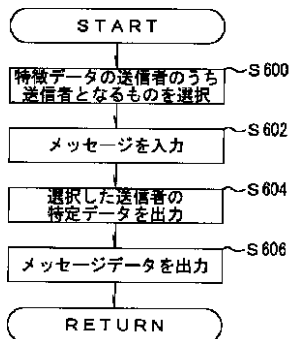 START
特徴データの送信者のうち
送信者となるものを選択
S600
メッセージを入力
S602
選択した送信者の
特定データを出力
S604
メッセージデータを出力
S606
RETURN